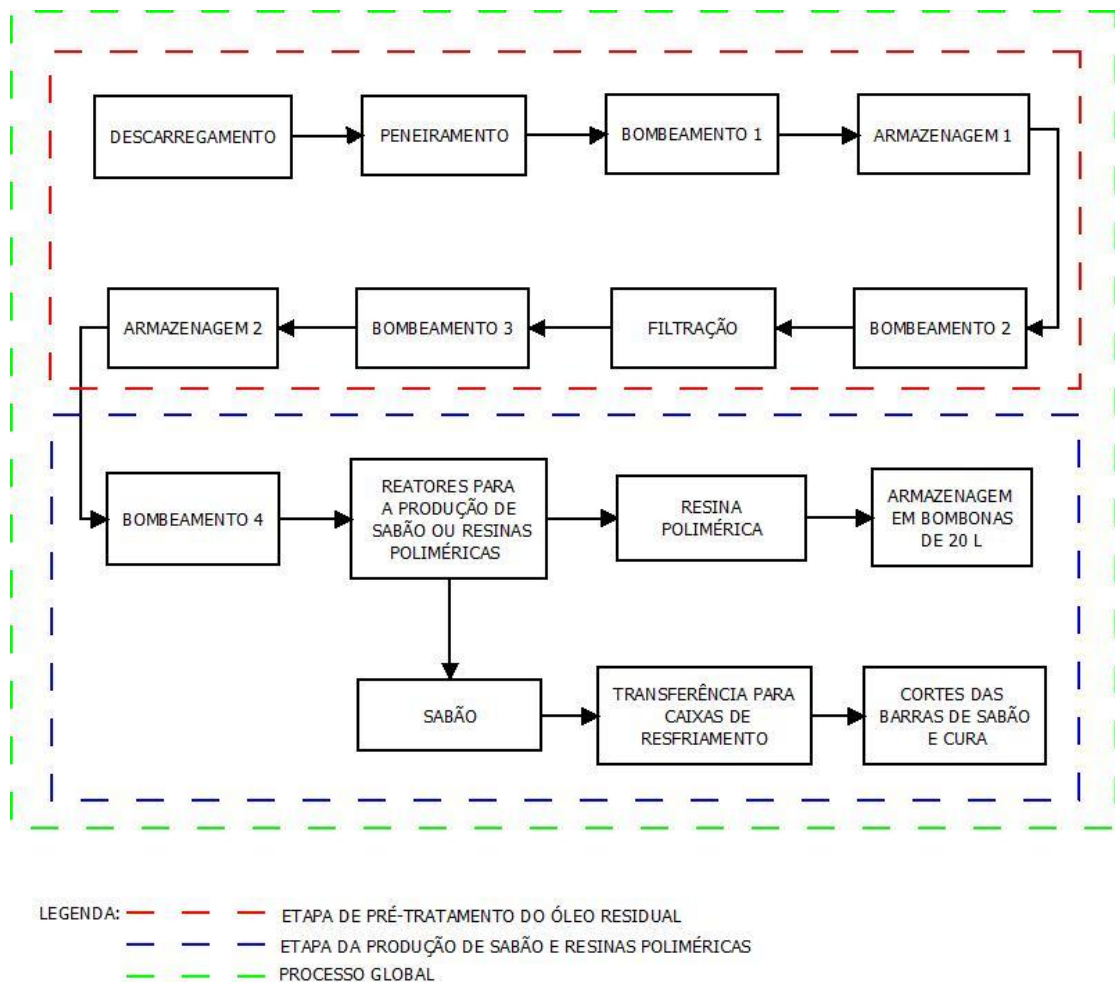 DESCARREGAMENTO
PENEIRAMENTO
BOMBEAMENTO 1
ARMAZENAGEM 1
ARMAZENAGEM 2
BOMBEAMENTO 3
FILTRAÇÃO
BOMBEAMENTO 2
BOMBEAMENTO 4
REATORES PARA
A PRODUÇÃO DE
SABÃO OU RESINAS
POLIMÉRICAS
RESINA
POLIMÉRICA
ARMAZENAGEM
EM BOMBONAS
DE 20 L
SABÃO
TRANSFERÊNCIA PARA
CAIXAS DE
RESFRIAMENTO
CORTES DAS
BARRAS DE SABÃO
E CURA
LEGENDA:
ETAPA DE PRÉ-TRATAMENTO DO ÓLEO RESIDUAL
ETAPA DA PRODUÇÃO DE SABÃO E RESINAS POLIMÉRICAS
PROCESSO GLOBAL